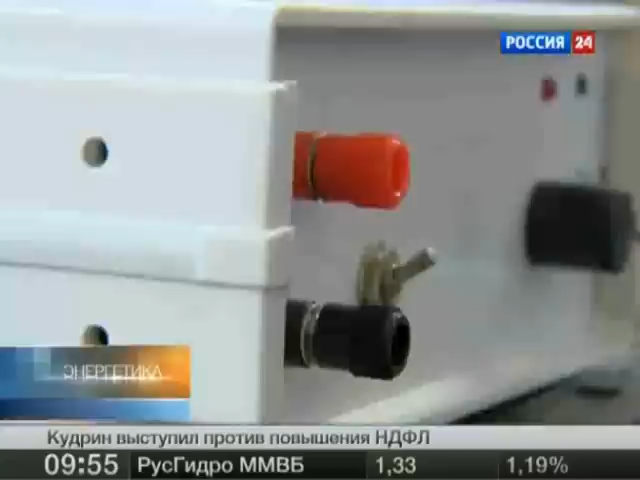 РОССИЯ 24
ЭНЕРГЕТИКА
Кудрин выступил против повышения НДФЛ
09:55 РусГидро ММВБ 1,33 1,19%